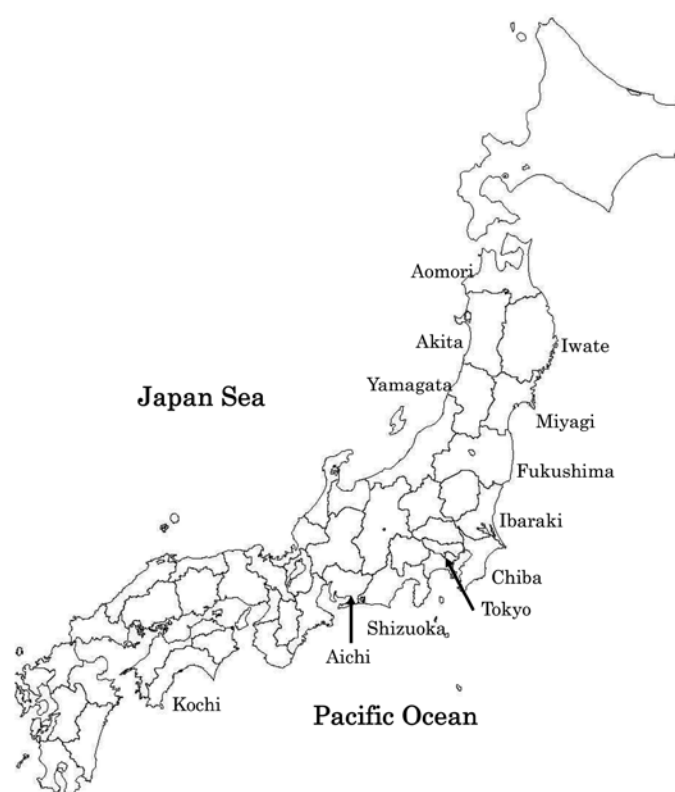 Aomori
Akita
Iwate
Yamagata
Japan Sea
Miyagi
Fukushima
Ibaraki
Chiba
Tokyo
Shizuoka
Aichi
Kochi
Pacific Ocean